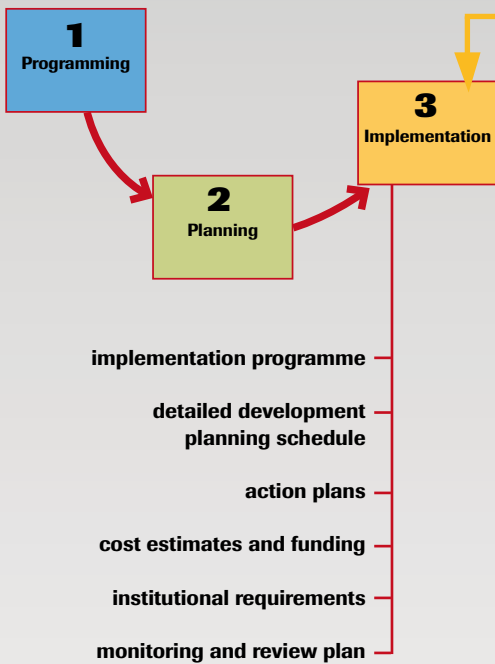 1
Programming
2
Planning
3
Implementation
implementation programme
detailed development
planning schedule
action plans
cost estimates and funding
institutional requirements
monitoring and review plan